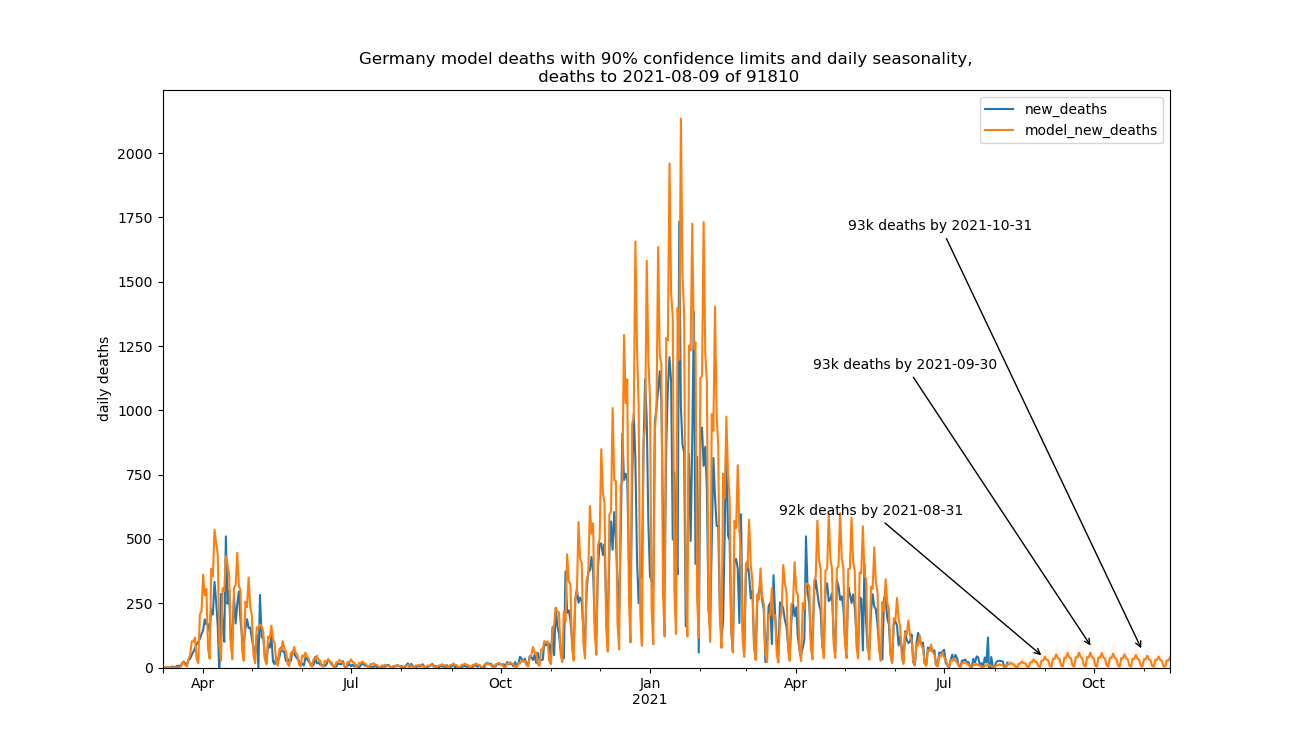 Germany model deaths with 90% confidence limits and daily seasonality,
deaths to 2021-08-09 of 91810
new_deaths
model_new_deaths
daily deaths
2000
1750
1500
1250
1000
750
500
250
0
93k deaths by 2021-10-31
93k deaths by 2021-09-30
92k deaths by 2021-08-31
Apr Jul Oct Jan Apr Jul Oct
2021